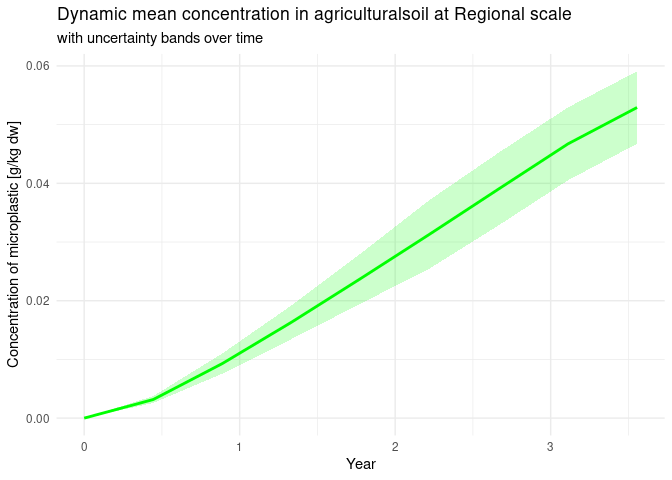 Dynamic mean concentration in agriculturalsoil at Regional scale
with uncertainty bands over time
0.06
0.04
0.02
0.00
Concentration of microplastic [g/kg dw]
0 1 2 3
Year